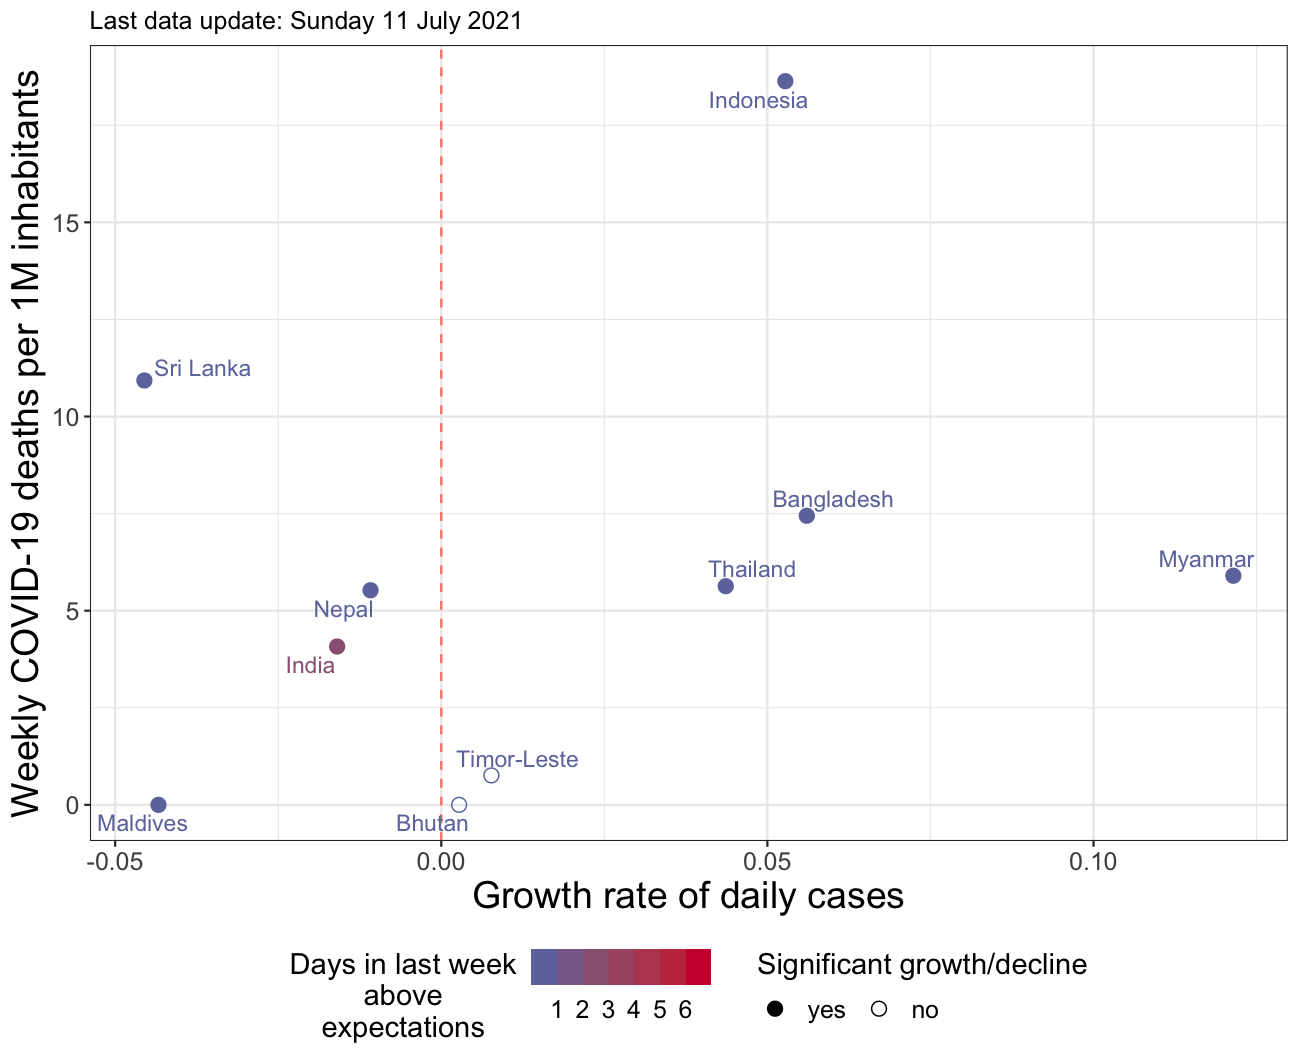 Last data update: Sunday 11 July 2021
Weekly COVID-19 deaths per 1M inhabitants
Indonesia
15
Sri Lanka
10
Bangladesh
Myanmar
Thailand
Nepal
5
India
Timor-Leste
0
Maldives
Bhutan
-0.05 0.00 0.05 0.10
Growth rate of daily cases
Days in last week
above
expectations
1 2 3 4 5 6
Significant growth/decline
yes no